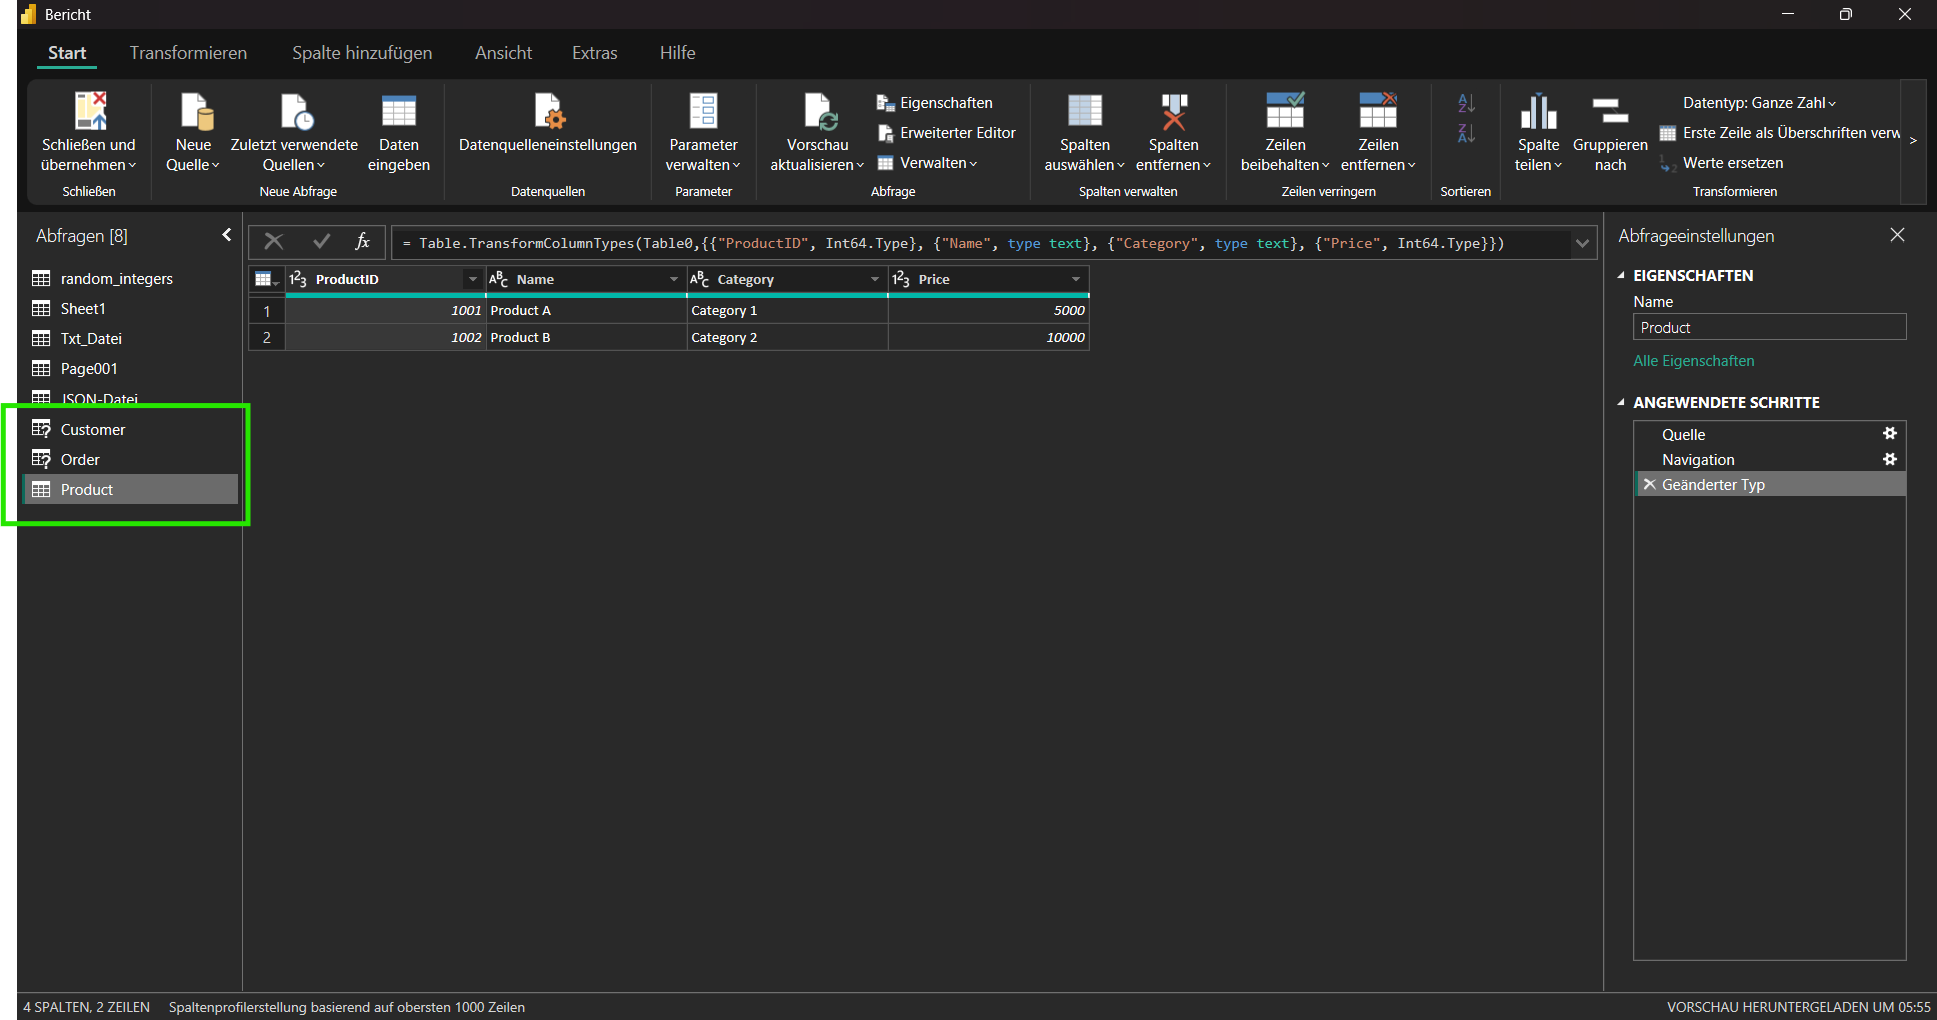 Bericht
Start Transformieren Spalte hinzufügen Ansicht Extras Hilfe
Schließen und übernehmen
Schließen
Neue Quelle
Zuletzt verwendete Quellen
Daten eingeben
Neue Abfrage
Datenquelleneinstellungen
Datenquellen
Parameter verwalten
Parameter
Vorschau aktualisieren
Eigenschaften
Erweiterter Editor
Verwalten
Abfrage
Spalten auswählen
Spalten entfernen
Spalten verwalten
Zeilen beibehalten
Zeilen entfernen
Zeilen verringern
Sortieren
Spalte teilen
Gruppieren nach
Datentyp: Ganze Zahl
Erste Zeile als Überschriften verw
Werte ersetzen
Transformieren
Abfragen [8]
random_integers
Sheet1
Txt_Datei
Page001
JSON-Datei
Customer
Order
Product
fx = Table.TransformColumnTypes(Table0,{{"ProductID", Int64.Type}, {"Name", type text}, {"Category", type text}, {"Price", Int64.Type}})
123 ProductID ABC Name ABC Category 123 Price
1 1001 Product A Category 1 5000
2 1002 Product B Category 2 10000
Abfrageeinstellungen
EIGENSCHAFTEN
Name
Product
Alle Eigenschaften
ANGEWENDETE SCHRITTE
Quelle
Navigation
Geänderter Typ
4 SPALTEN, 2 ZEILEN Spaltenprofilerstellung basierend auf obersten 1000 Zeilen
VORSCHAU HERUNTERGELADEN UM 05:55